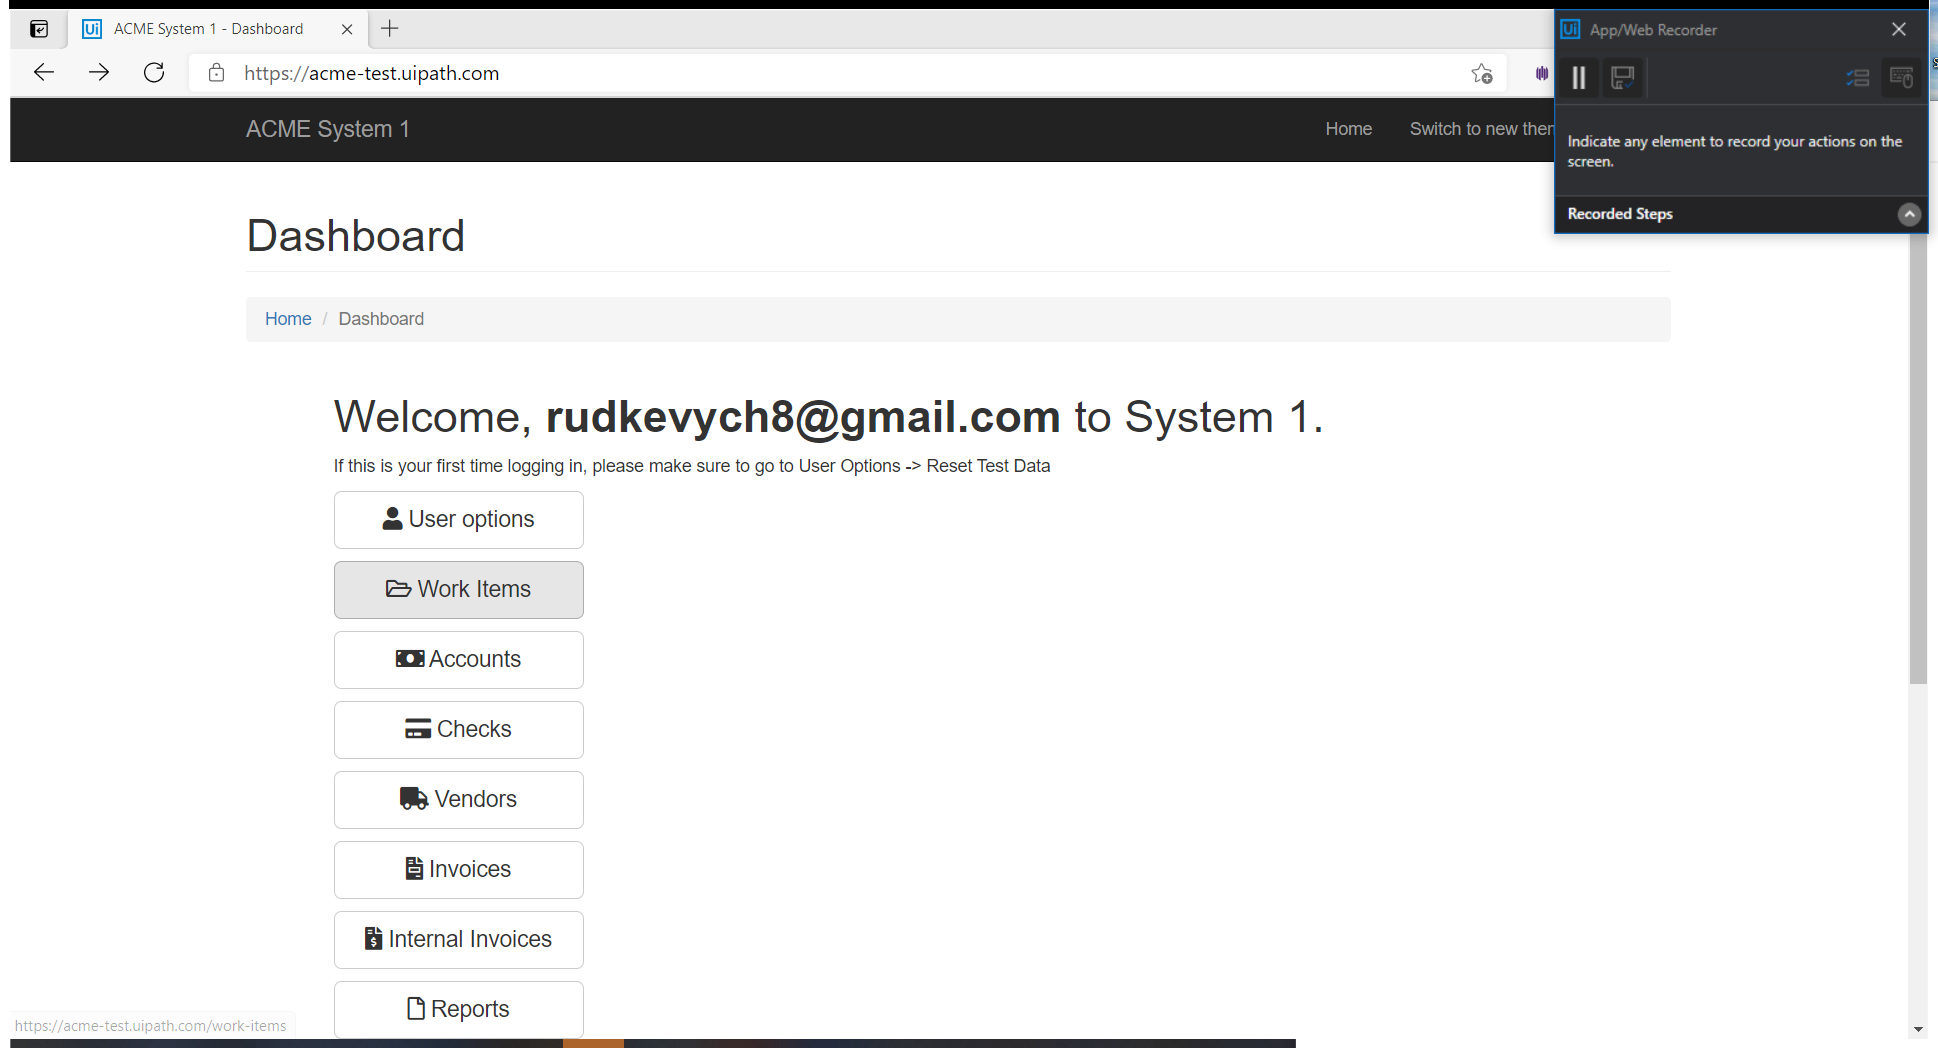 ACME System 1 - Dashboard
Ui App/Web Recorder
https://acme-test.uipath.com
ACME System 1
Home
Switch to new
Indicate any element to record your actions on the
screen.
Recorded Steps
Dashboard
Home / Dashboard
Welcome, rudkevych8@gmail.com to System 1.
If this is your first time logging in, please make sure to go to User Options -> Reset Test Data
User options
Work Items
Accounts
Checks
Vendors
Invoices
Internal Invoices
Reports
https://acme-test.uipath.com/work-items